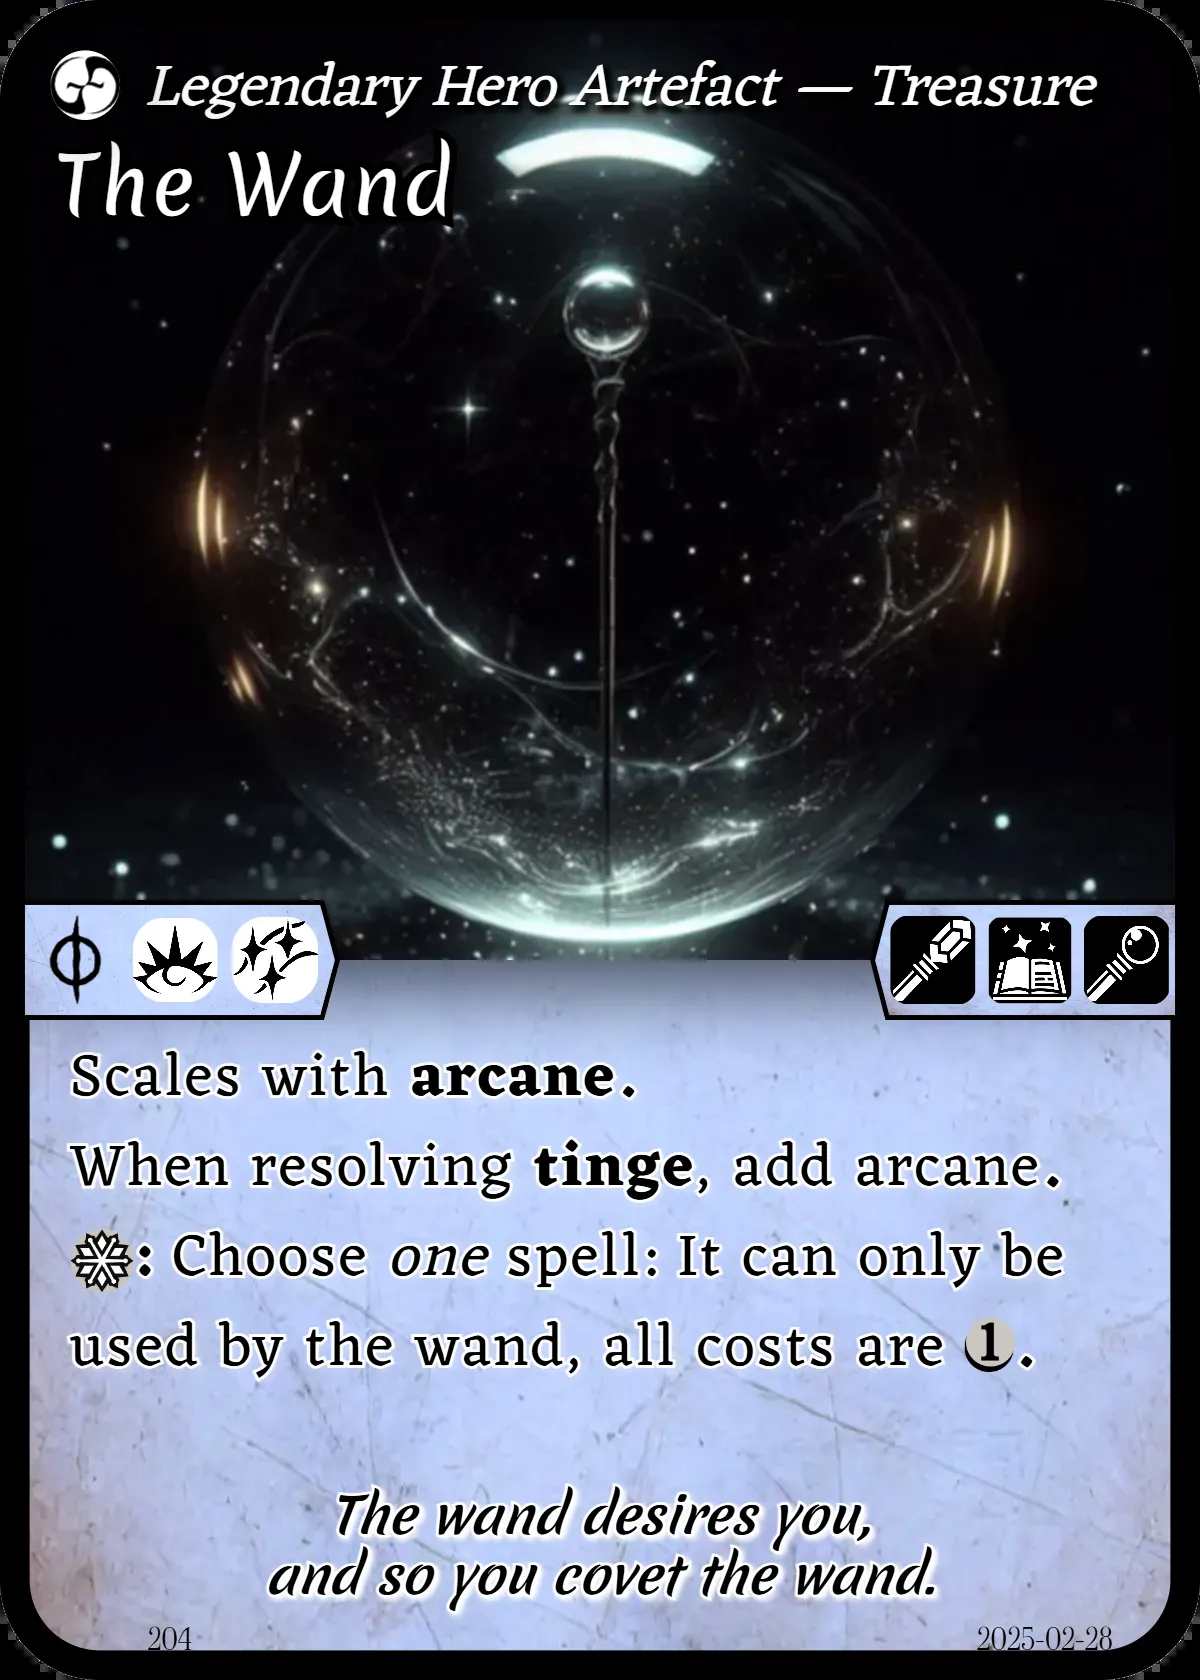 Legendary Hero Artefact — Treasure
The Wand
Scales with arcane.
When resolving tinge, add arcane.
: Choose one spell: It can only be
used by the wand, all costs are 1.
The wand desires you,
and so you covet the wand.
204
2025-02-28